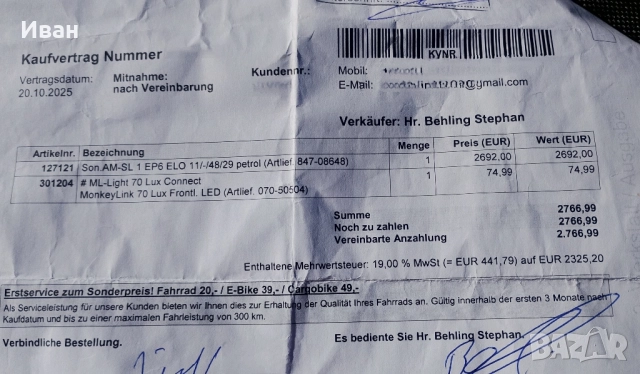 Иван
Kaufvertrag Nummer
KVNR.
Vertragsdatum: Mitnahme: Kundennr.: Mobil:
20.10.2025 nach Vereinbarung E-Mail: @ymail.com
Verkäufer: Hr. Behling Stephan
Artikelnr. Bezeichnung Menge Preis (EUR) Wert (EUR)
127121 Son.AM-SL 1 EP6 ELO 11/-/48/29 petrol (Artlief. 847-08648) 1 2692,00 2692,00
301204 # ML-Light 70 Lux Connect 1 74,99 74,99
MonkeyLink 70 Lux Frontl. LED (Artlief. 070-50504)
Summe 2766,99
Noch zu zahlen 2766,99
Vereinbarte Anzahlung 2.766,99
Enthaltene Mehrwertsteuer: 19,00 % MwSt (= EUR 441,79) auf EUR 2325,20
Erstservice zum Sonderpreis! Fahrrad 20,- / E-Bike 39,- / Cargobike 49,-
Als Serviceleistung für unsere Kunden bieten wir Ihnen dies zur Erhaltung der Qualität Ihres Fahrrads an. Gültig innerhalb der ersten 3 Monate nach
Kaufdatum und bis zu einer maximalen Fahrleistung von 300 km.
Verbindliche Bestellung. Es bediente Sie Hr. Behling Stephan.
BAZAR